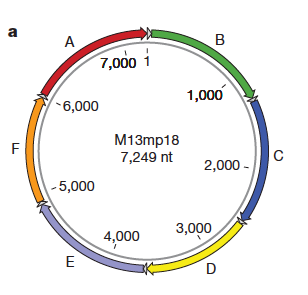 a
A
B
7,000
1
1,000
6,000
M13mp18
7,249 nt
F
C
2,000
5,000
4,000
3,000
E
D